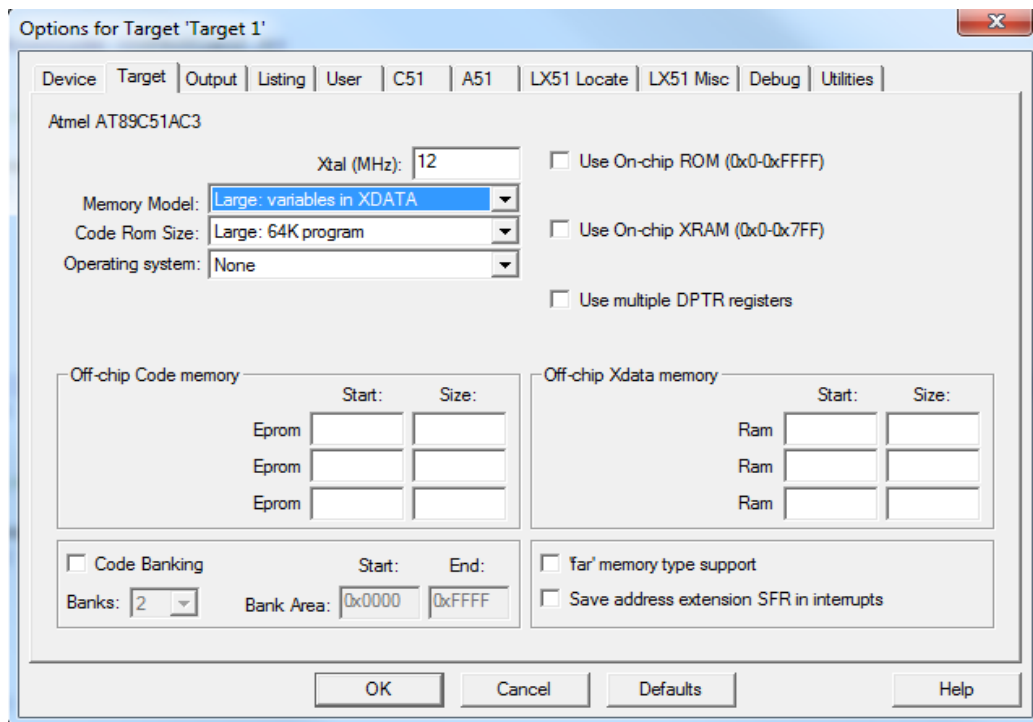 Options for Target 'Target 1'
Device Target Output Listing User C51 A51 LX51 Locate LX51 Misc Debug Utilities
Atmel AT89C51AC3
Xtal (MHz): 12
Use On-chip ROM (0x0-0xFFFF)
Memory Model: Large: variables in XDATA
Code Rom Size: Large: 64K program
Use On-chip XRAM (0x0-0x7FF)
Operating system: None
Use multiple DPTR registers
Off-chip Code memory
Start: Size:
Eprom
Eprom
Eprom
Off-chip Xdata memory
Start: Size:
Ram
Ram
Ram
Code Banking Start: End:
Banks: 2 Bank Area: 0x0000 0xFFFF
'far' memory type support
Save address extension SFR in interrupts
OK Cancel Defaults Help